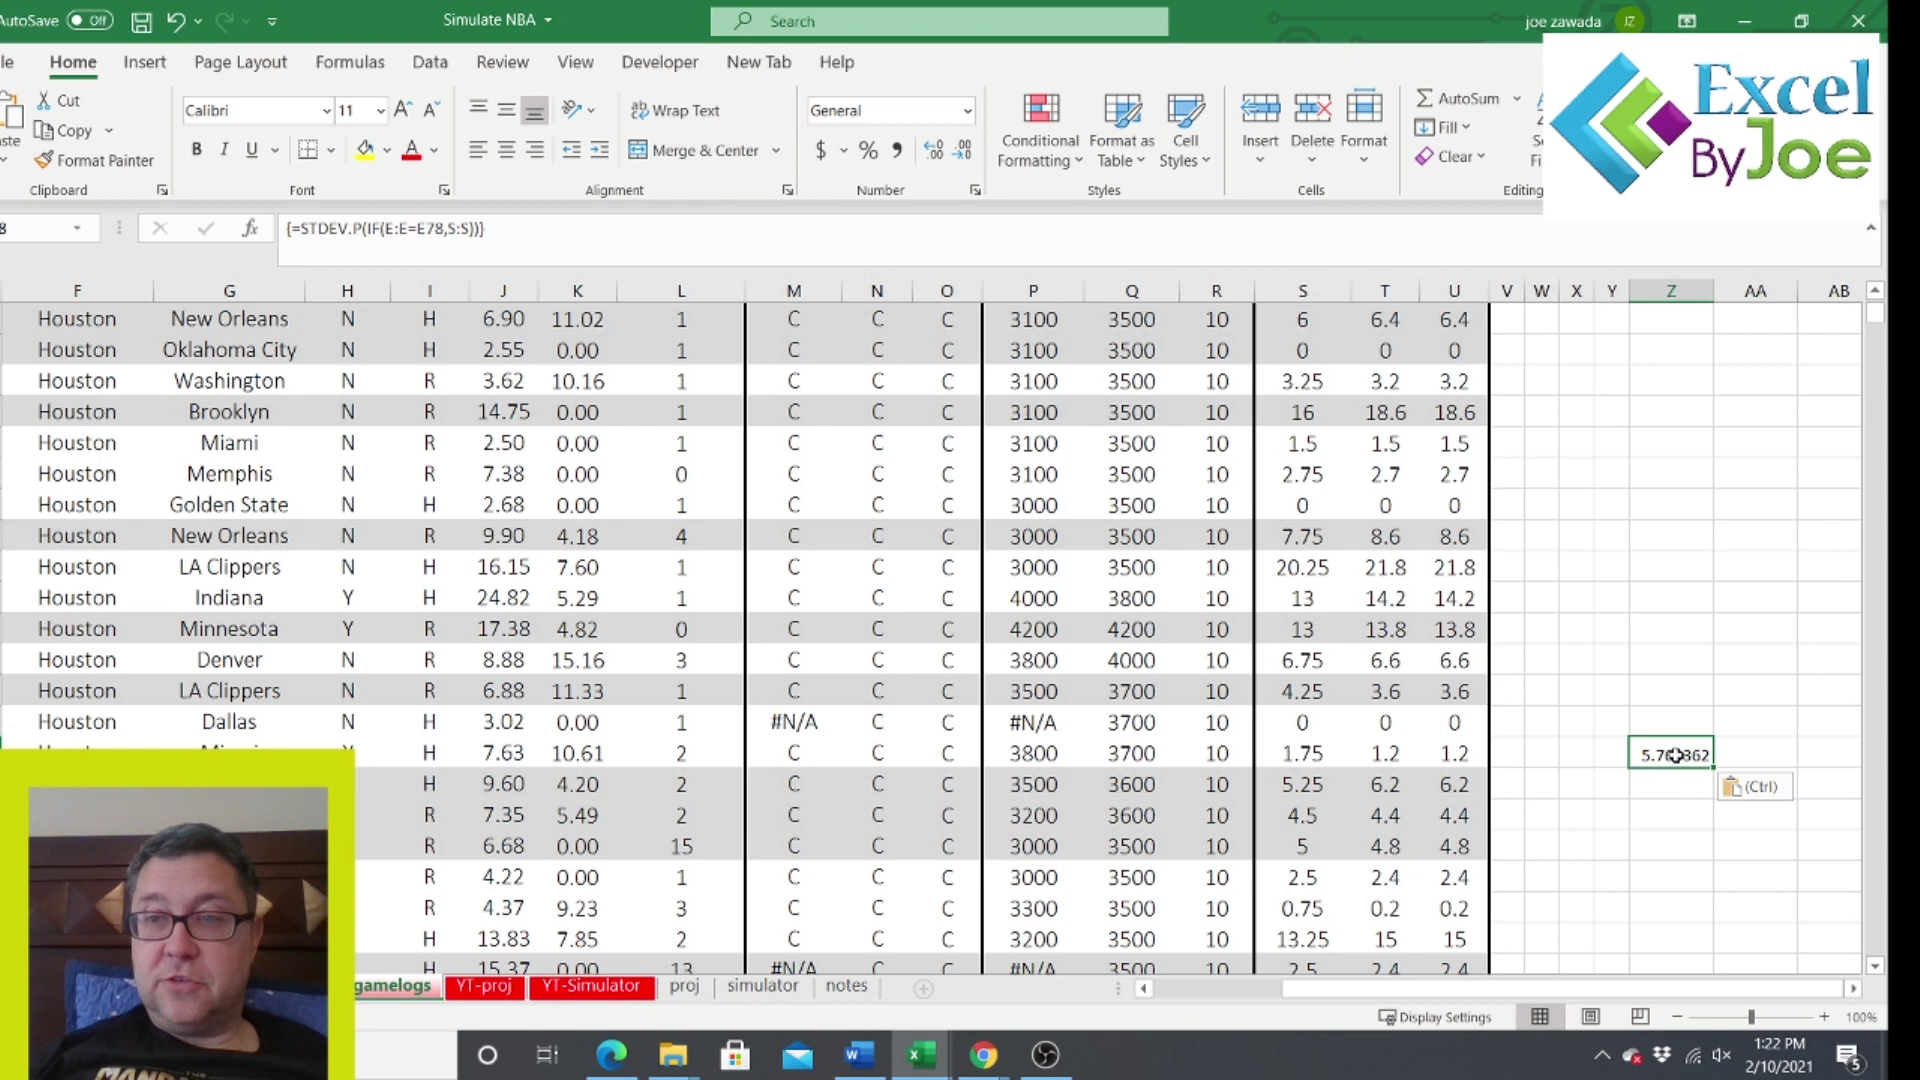 AutoSave Off Simulate NBA Search joe zawada JZ
Home Insert Page Layout Formulas Data Review View Developer New Tab Help
Excel
ByJoe
Cut
Copy
Format Painter
Clipboard
Calibri 11
B I U
Font
Wrap Text
Merge & Center
Alignment
General
$ % 9
Number
Conditional
Formatting
Format as
Table
Cell
Styles
Styles
Insert Delete Format
Cells
AutoSum
Fill
Clear
Editing
fx {=STDEV.P(IF(E:E=E78,S:S))}
F G H I J K L M N O P Q R S T U V W X Y Z AA AB
Houston New Orleans N H 6.90 11.02 1 C C C 3100 3500 10 6 6.4 6.4
Houston Oklahoma City N H 2.55 0.00 1 C C C 3100 3500 10 0 0 0
Houston Washington N R 3.62 10.16 1 C C C 3100 3500 10 3.25 3.2 3.2
Houston Brooklyn N R 14.75 0.00 1 C C C 3100 3500 10 16 18.6 18.6
Houston Miami N R 2.50 0.00 1 C C C 3100 3500 10 1.5 1.5 1.5
Houston Memphis N R 7.38 0.00 0 C C C 3100 3500 10 2.75 2.7 2.7
Houston Golden State N H 2.68 0.00 1 C C C 3000 3500 10 0 0 0
Houston New Orleans N R 9.90 4.18 4 C C C 3000 3500 10 7.75 8.6 8.6
Houston LA Clippers N H 16.15 7.60 1 C C C 3000 3500 10 20.25 21.8 21.8
Houston Indiana Y H 24.82 5.29 1 C C C 4000 3800 10 13 14.2 14.2
Houston Minnesota Y R 17.38 4.82 0 C C C 4200 4200 10 13 13.8 13.8
Houston Denver N R 8.88 15.16 3 C C C 3800 4000 10 6.75 6.6 6.6
Houston LA Clippers N R 6.88 11.33 1 C C C 3500 3700 10 4.25 3.6 3.6
Houston Dallas N H 3.02 0.00 1 #N/A C C #N/A 3700 10 0 0 0
H 7.63 10.61 2 C C C 3800 3700 10 1.75 1.2 1.2
H 9.60 4.20 2 C C C 3500 3600 10 5.25 6.2 6.2 (Ctrl)
R 7.35 5.49 2 C C C 3200 3600 10 4.5 4.4 4.4
R 6.68 0.00 15 C C C 3000 3500 10 5 4.8 4.8
R 4.22 0.00 1 C C C 3000 3500 10 2.5 2.4 2.4
R 4.37 9.23 3 C C C 3300 3500 10 0.75 0.2 0.2
H 13.83 7.85 2 C C C 3200 3500 10 13.25 15 15
H 15.37 0.00 13 #N/A C C #N/A 3500 10 2.5 2.4 2.4
gamelogs YT-proj YT-Simulator proj simulator notes
Display Settings 100%
1:22 PM
2/10/2021
5